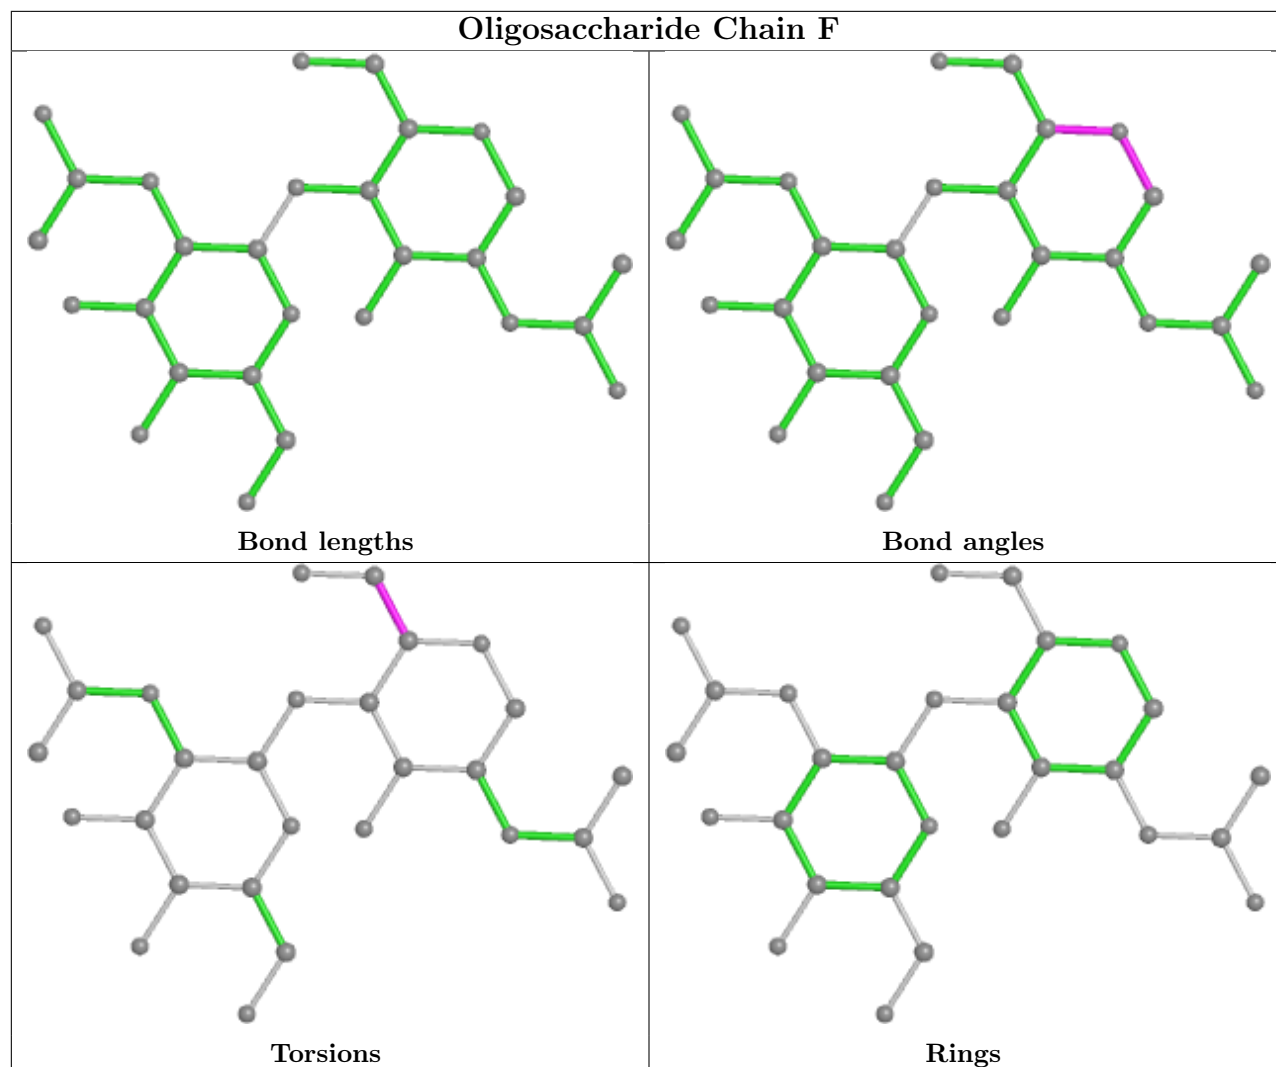 Oligosaccharide Chain F
Bond lengths
Bond angles
Torsions
Rings